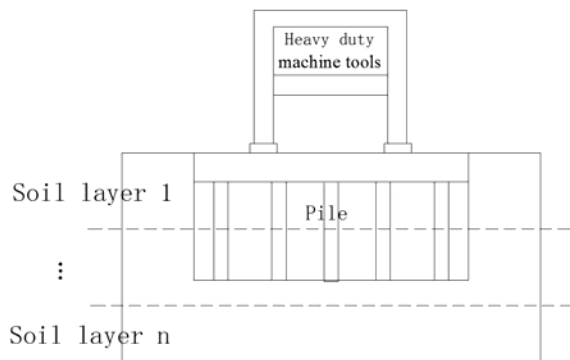 Heavy duty
machine tools
Soil layer 1
Pile
⋮
Soil layer n